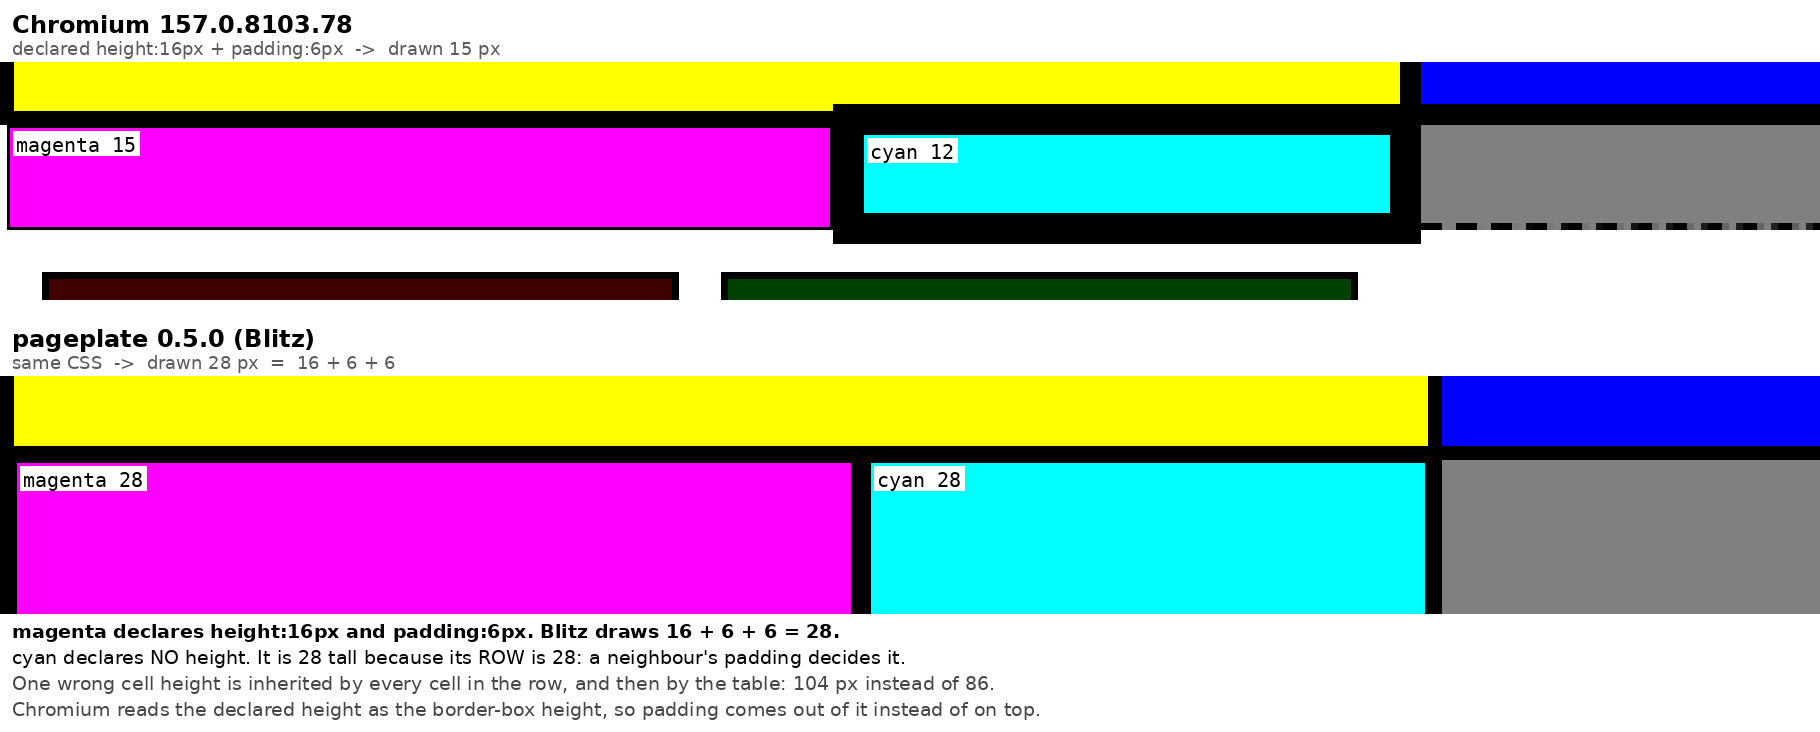 Chromium 157.0.8103.78
declared height:16px + padding:6px  ->  drawn 15 px
magenta 15
cyan 12
pageplate 0.5.0 (Blitz)
same CSS  ->  drawn 28 px  =  16 + 6 + 6
magenta 28
cyan 28
magenta declares height:16px and padding:6px. Blitz draws 16 + 6 + 6 = 28.
cyan declares NO height. It is 28 tall because its ROW is 28: a neighbour's padding decides it.
One wrong cell height is inherited by every cell in the row, and then by the table: 104 px instead of 86.
Chromium reads the declared height as the border-box height, so padding comes out of it instead of on top.